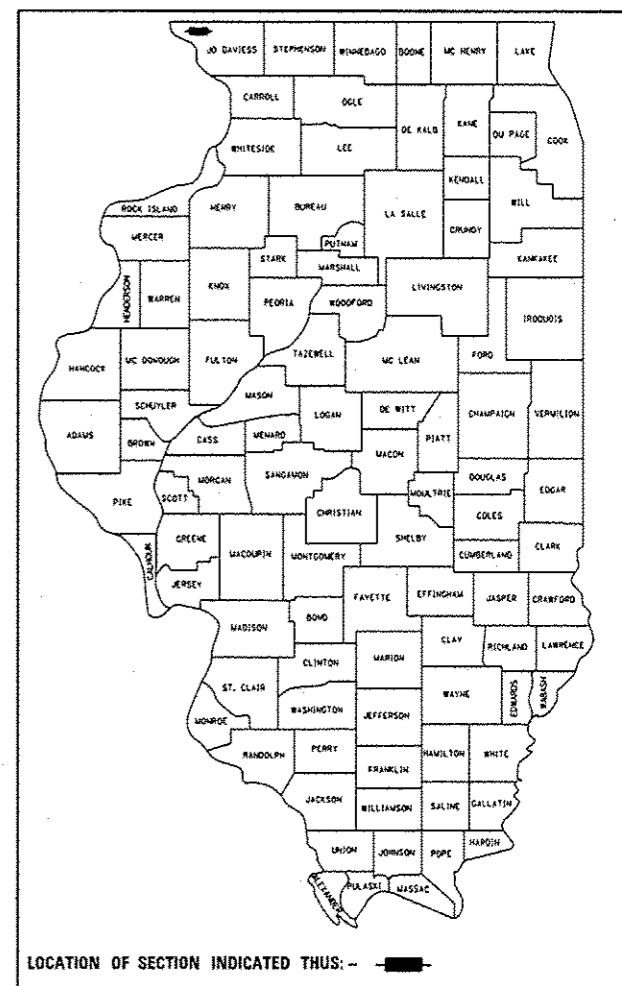 JO DAVIESS STEPHENSON WINNEBAGO BOONE MC HENRY LAKE
CARROLL OGLE DE KALB KANE DU PAGE COOK
WHITESIDE LEE
KENDALL WILL
ROCK ISLAND HENRY BUREAU LA SALLE GRUNDY
MERCER PUTNAM
STARK MARSHALL KANKAKEE
HENDERSON WARREN KNOX PEORIA WOODFORD LIVINGSTON IROQUOIS
HANCOCK MC DONOUGH FULTON TAZEWELL MC LEAN FORD
MASON
SCHUYLER LOGAN DE WITT CHAMPAIGN VERMILION
ADAMS BROWN CASS MENARD MACON PIATT
MORGAN SANGAMON DOUGLAS
PIKE SCOTT CHRISTIAN MOULTRIE EDGAR
COLES
CALHOUN GREENE MACOUPIN MONTGOMERY SHELBY CUMBERLAND CLARK
JERSEY
FAYETTE EFFINGHAM JASPER CRAWFORD
MADISON BOND
CLAY RICHLAND LAWRENCE
CLINTON MARION
ST. CLAIR WAYNE EDWARDS WABASH
MONROE WASHINGTON JEFFERSON
RANDOLPH PERRY HAMILTON WHITE
FRANKLIN
JACKSON WILLIAMSON SALINE GALLATIN
UNION JOHNSON POPE HARDIN
ALEXANDER PULASKI MASSAC
LOCATION OF SECTION INDICATED THUS: -